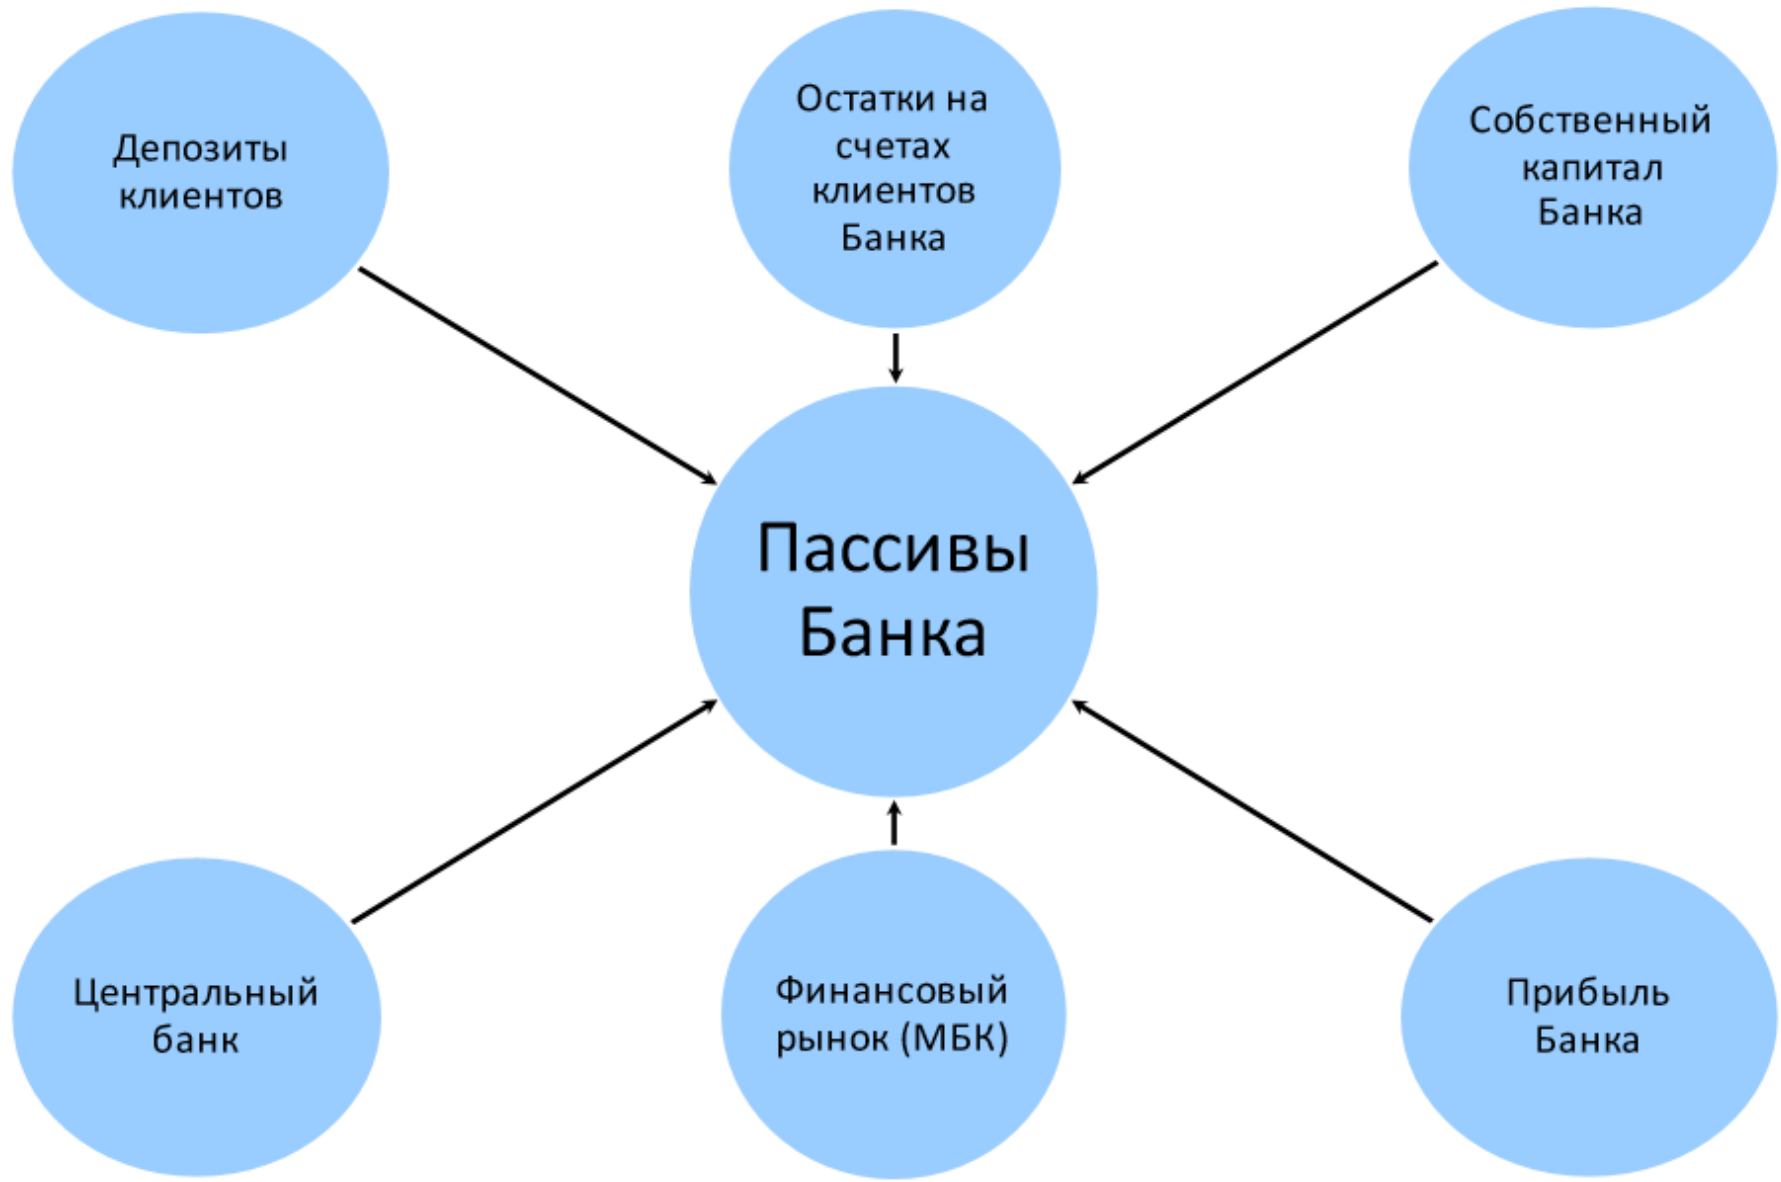 Депозиты
клиентов
Остатки на
счетах
клиентов
Банка
Собственный
капитал
Банка
Пассивы
Банка
Центральный
банк
Финансовый
рынок (МБК)
Прибыль
Банка